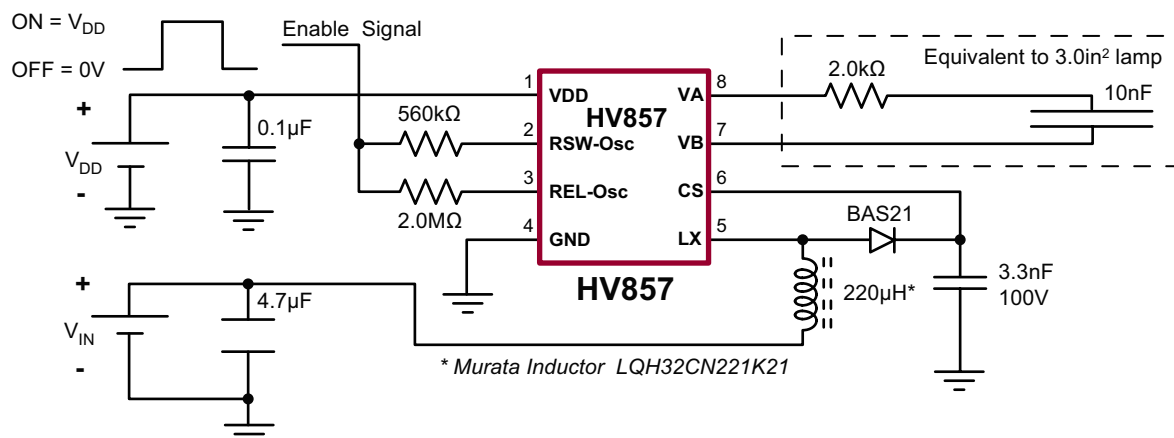 ON = VDD
OFF = 0V
Enable Signal
Equivalent to 3.0in² lamp
2.0kΩ
10nF
+
VDD
-
0.1µF
560kΩ
2.0MΩ
1
2
3
4
VDD
RSW-Osc
REL-Osc
GND
HV857
VA
VB
CS
LX
8
7
6
5
HV857
BAS21
220µH*
3.3nF
100V
+
VIN
-
4.7µF
* Murata Inductor LQH32CN221K21